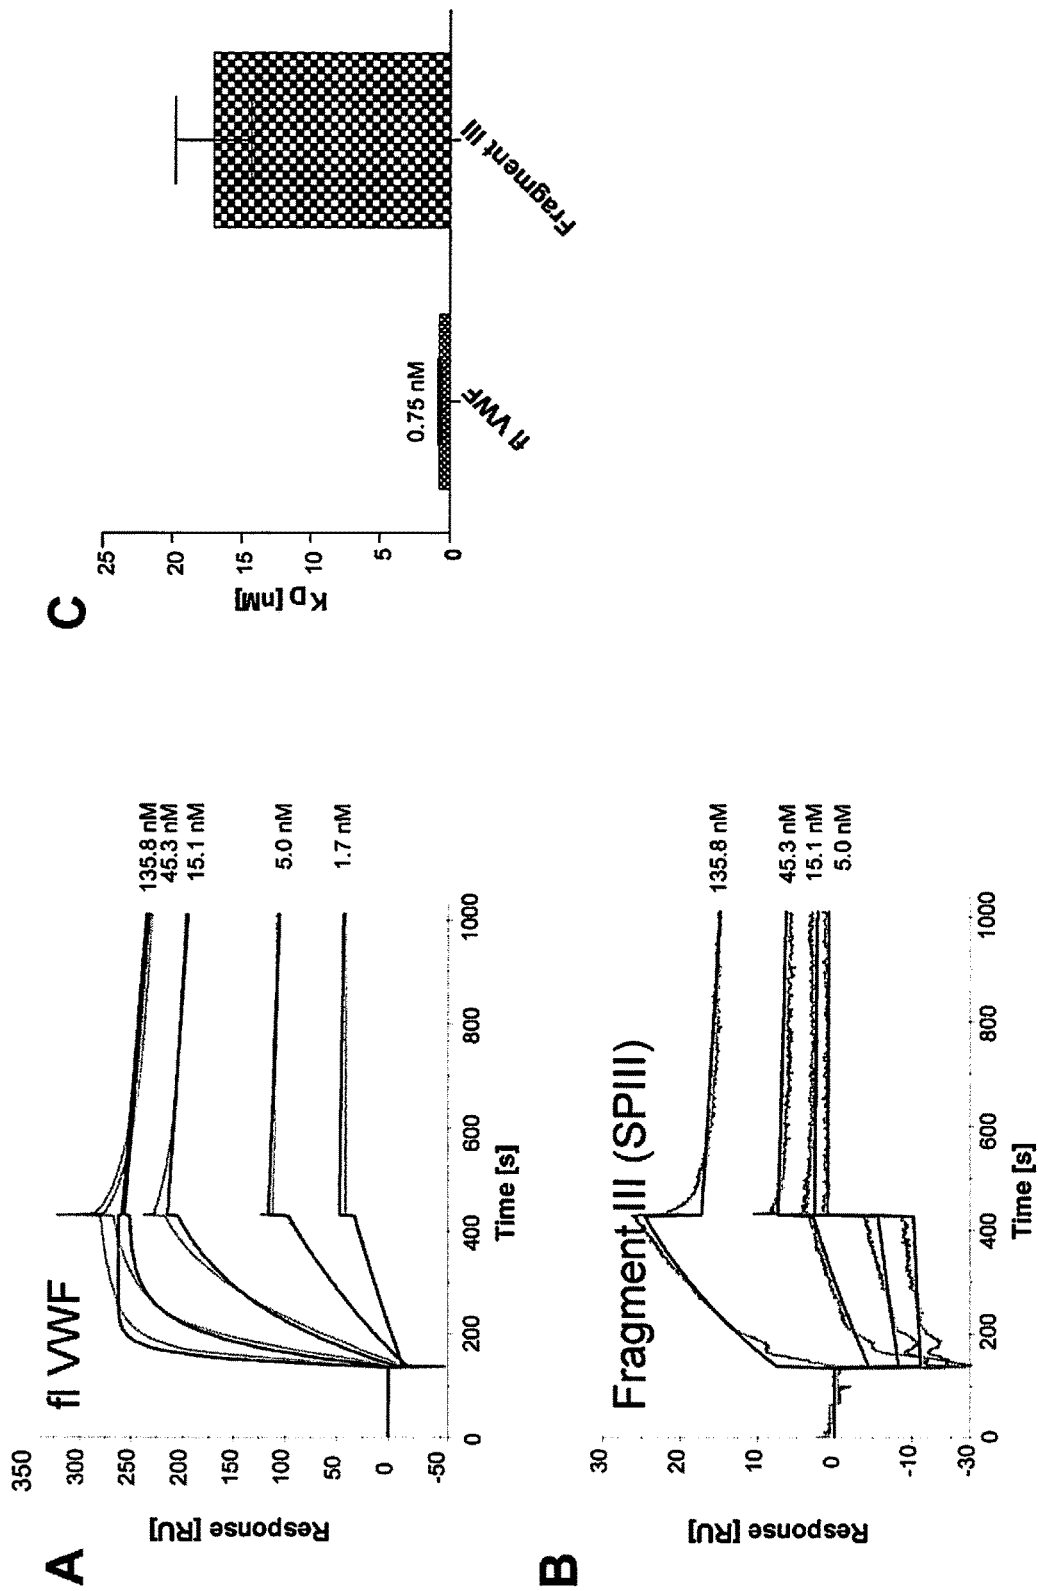 A
fl VWF
Response [RU]
350
300
250
200
150
100
50
0
-50
0
200
400
600
800
1000
Time [s]
135.8 nM
45.3 nM
15.1 nM
5.0 nM
1.7 nM
B
Fragment III (SPIII)
Response [RU]
30
20
10
0
-10
-30
0
200
400
600
800
1000
Time [s]
135.8 nM
45.3 nM
15.1 nM
5.0 nM
C
K D [nM]
25
20
15
10
5
0
0.75 nM
fl VWF
Fragment III